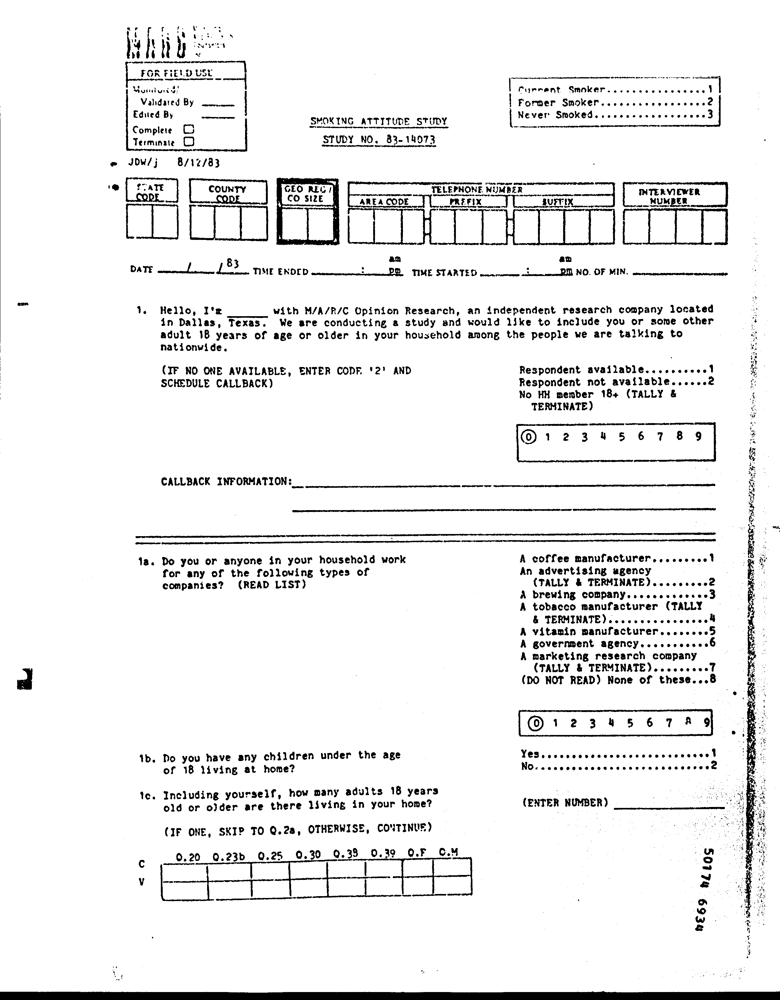 MARC
FOR FIELD USE
Monitored/
Validated By ______
Edited By ______
Complete ☐
Terminate ☐
Current Smoker................1
Former Smoker.................2
Never Smoked..................3
SMOKING ATTITUDE STUDY
STUDY NO. 83-14073
JDW/j 8/12/83
STATE CODE
COUNTY CODE
GEO REG/ CO SIZE
TELEPHONE NUMBER
AREA CODE PREFIX SUFFIX
INTERVIEWER NUMBER
DATE ____/____/83 TIME ENDED ______:____ am pm TIME STARTED ______:____ am pm NO. OF MIN. ______
1. Hello, I'm ______ with M/A/R/C Opinion Research, an independent research company located
in Dallas, Texas. We are conducting a study and would like to include you or some other
adult 18 years of age or older in your household among the people we are talking to
nationwide.
(IF NO ONE AVAILABLE, ENTER CODE '2' AND
SCHEDULE CALLBACK)
Respondent available..........1
Respondent not available......2
No HH member 18+ (TALLY &
TERMINATE)
0 1 2 3 4 5 6 7 8 9
CALLBACK INFORMATION:
1a. Do you or anyone in your household work
for any of the following types of
companies? (READ LIST)
A coffee manufacturer.........1
An advertising agency
(TALLY & TERMINATE).........2
A brewing company.............3
A tobacco manufacturer (TALLY
& TERMINATE)................4
A vitamin manufacturer........5
A government agency...........6
A marketing research company
(TALLY & TERMINATE).........7
(DO NOT READ) None of these...8
0 1 2 3 4 5 6 7 8 9
1b. Do you have any children under the age
of 18 living at home?
Yes...........................1
No............................2
1c. Including yourself, how many adults 18 years
old or older are there living in your home?
(ENTER NUMBER) ______
(IF ONE, SKIP TO Q.2a, OTHERWISE, CONTINUE)
Q.20 Q.23b Q.25 Q.30 Q.35 Q.39 Q.F Q.M
C
V
50174 6934